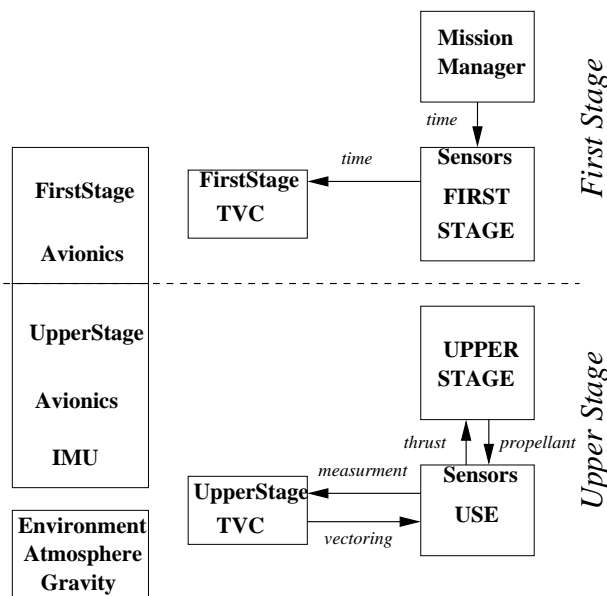 Mission
Manager
time
First Stage
Sensors
FIRST
STAGE
time
FirstStage
TVC
FirstStage
Avionics
UpperStage
Avionics
IMU
UPPER
STAGE
thrust
propellant
Upper Stage
Sensors
USE
measurment
UpperStage
TVC
vectoring
Environment
Atmosphere
Gravity